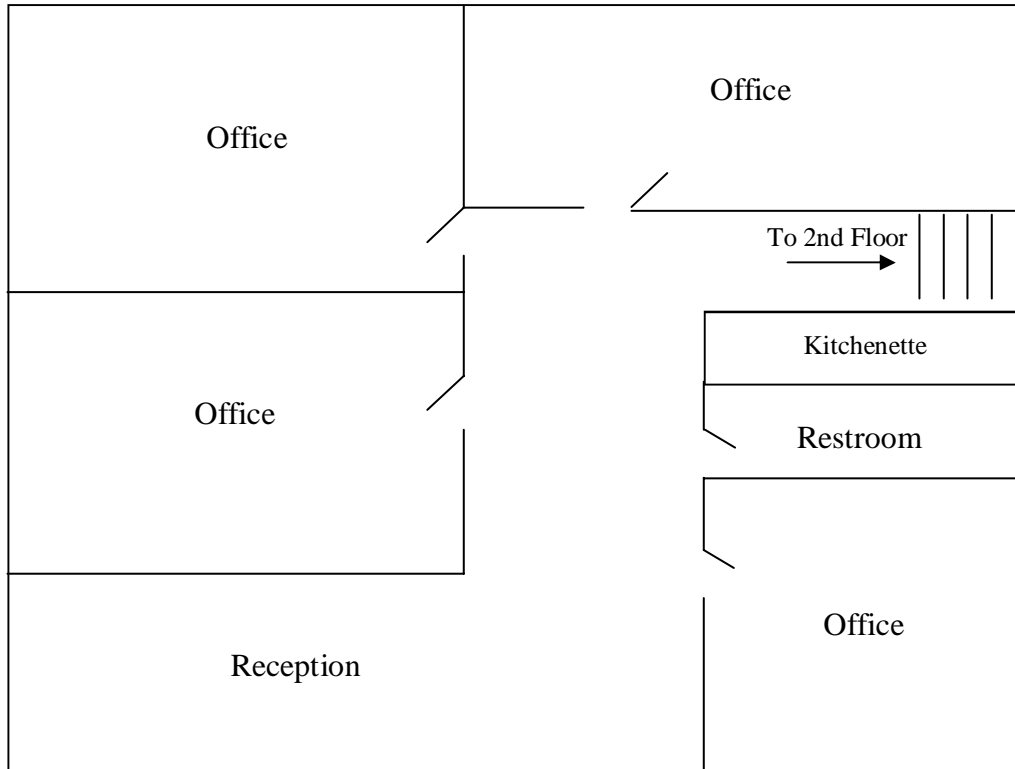 Office
Office
To 2nd Floor
Kitchenette
Office
Restroom
Office
Reception